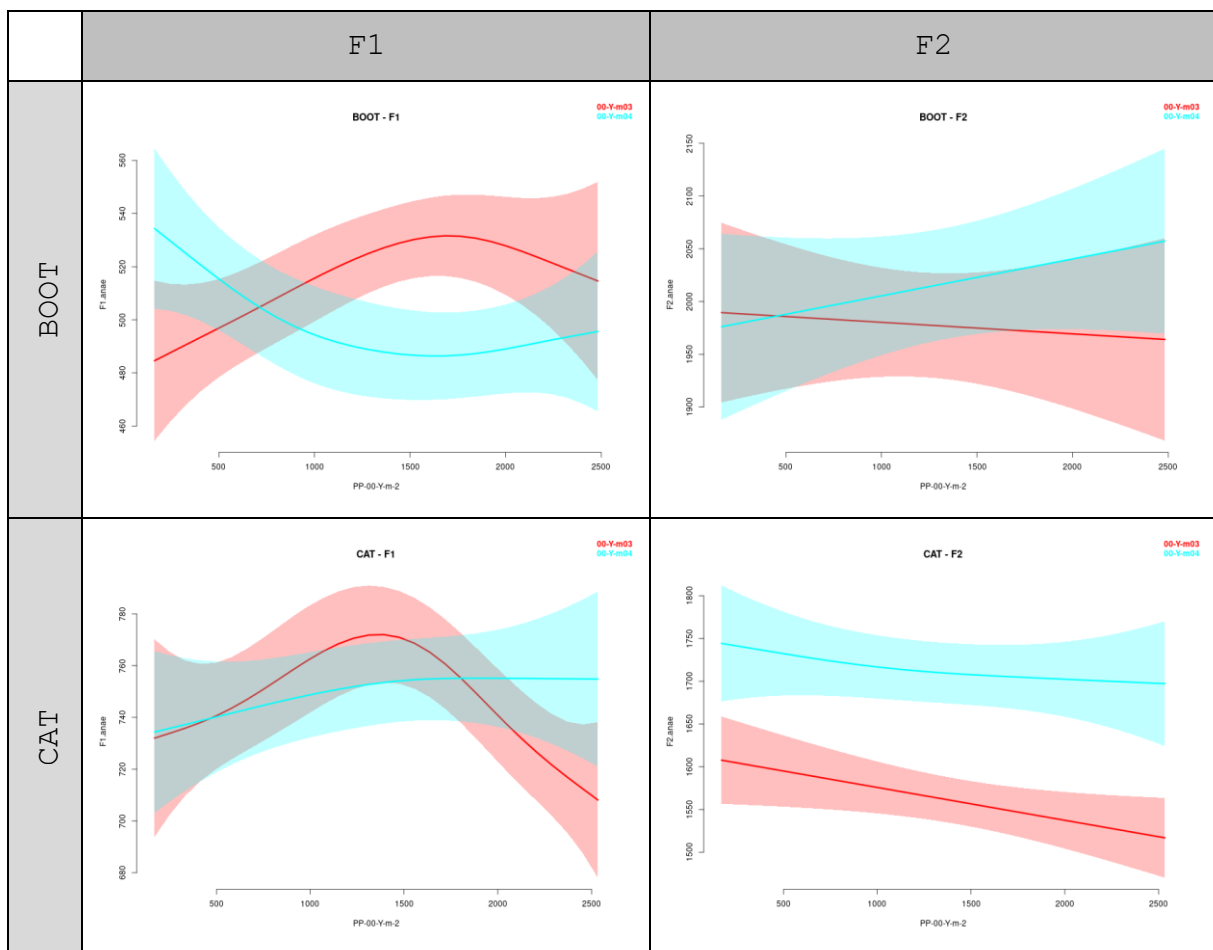 F1
F2
BOOT
BOOT - F1
00-Y-m03
00-Y-m04
F1.anae
560
540
520
500
480
460
500
1000
1500
2000
2500
PP-00-Y-m-2
BOOT - F2
00-Y-m03
00-Y-m04
F2.anae
2150
2100
2050
2000
1950
1900
500
1000
1500
2000
2500
PP-00-Y-m-2
CAT
CAT - F1
00-Y-m03
00-Y-m04
F1.anae
780
760
740
720
700
680
500
1000
1500
2000
2500
PP-00-Y-m-2
CAT - F2
00-Y-m03
00-Y-m04
F2.anae
1800
1750
1700
1650
1600
1550
1500
500
1000
1500
2000
2500
PP-00-Y-m-2